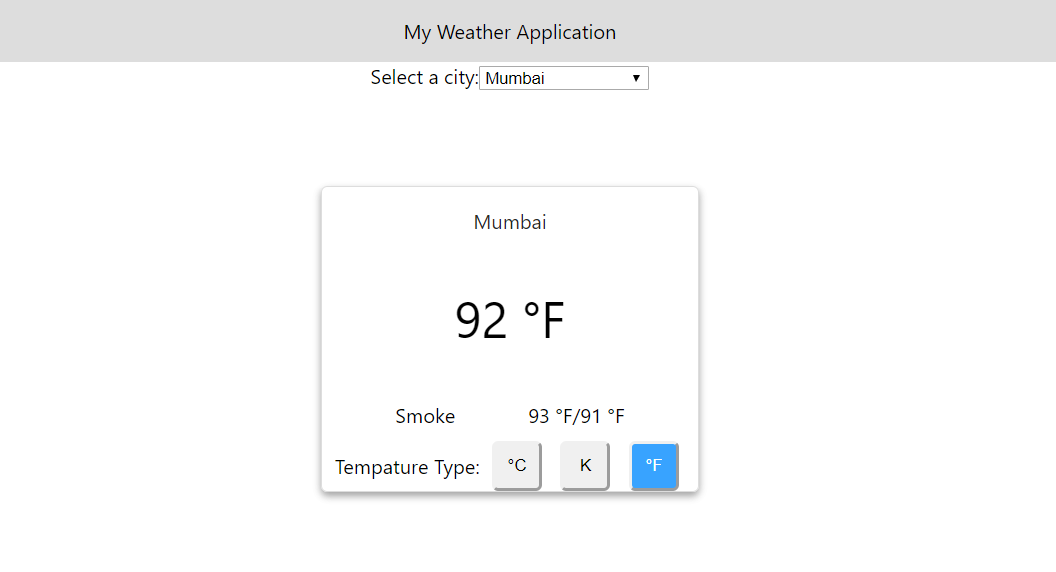 My Weather Application
Select a city: Mumbai
Mumbai
92 °F
Smoke 93 °F/91 °F
Tempature Type: °C K °F